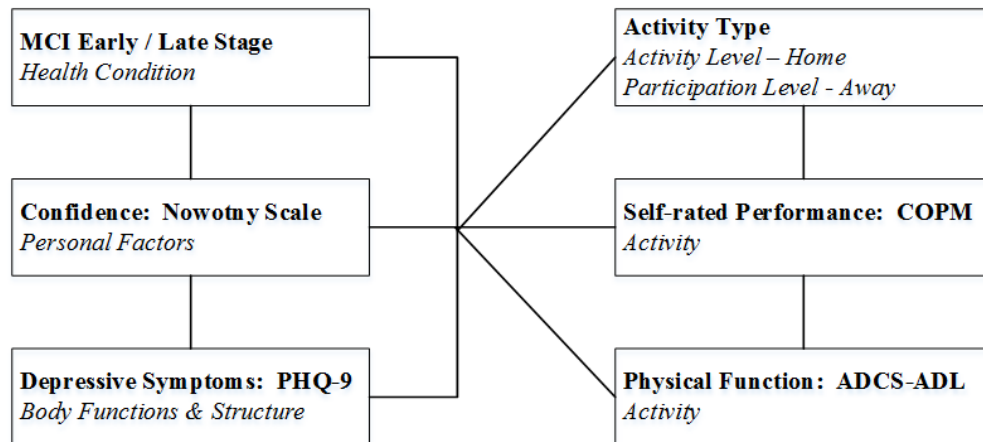 MCI Early / Late Stage
Health Condition
Confidence:  Nowotny Scale
Personal Factors
Depressive Symptoms:  PHQ-9
Body Functions & Structure
Activity Type
Activity Level – Home
Participation Level - Away
Self-rated Performance:  COPM
Activity
Physical Function:  ADCS-ADL
Activity